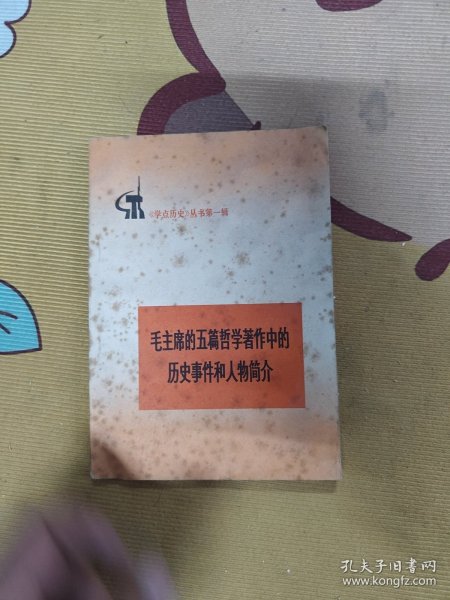 《学点历史》丛书第一辑
毛主席的五篇哲学著作中的
历史事件和人物简介
孔夫子旧书网
www.kongfz.com